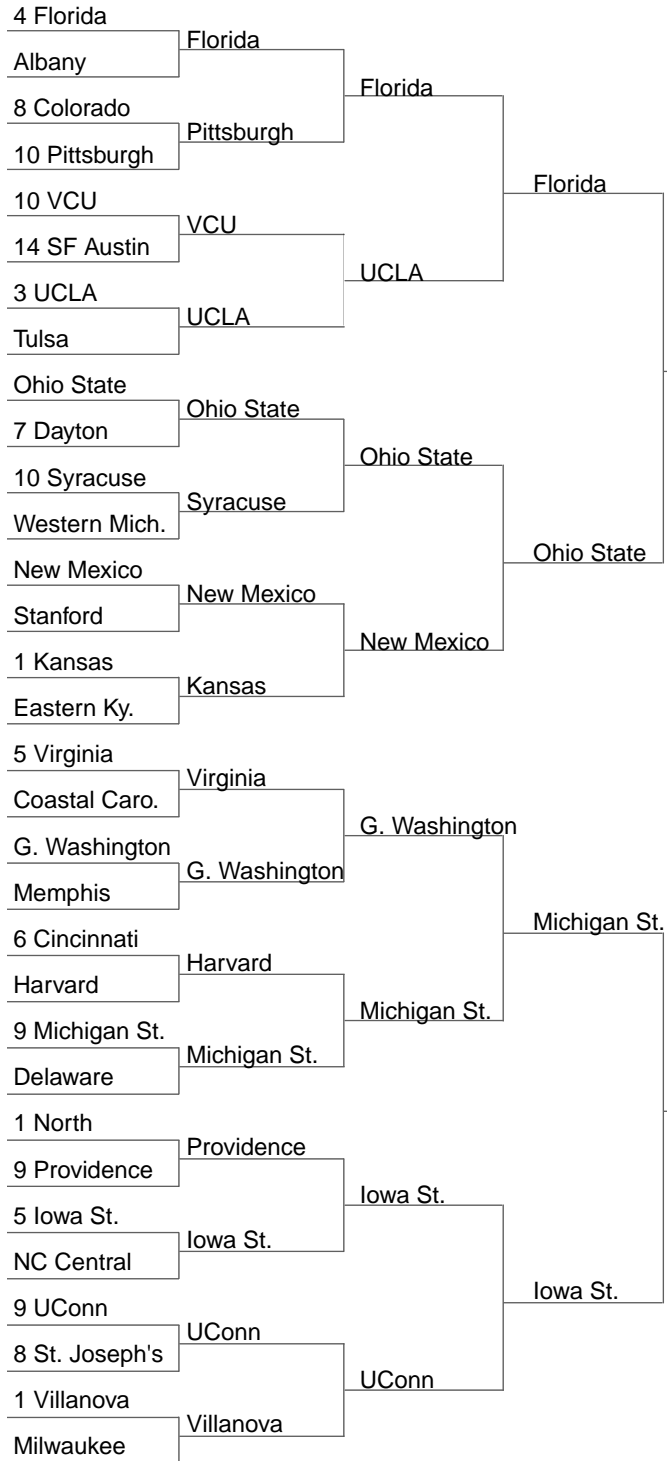 4 Florida
Albany
8 Colorado
10 Pittsburgh
10 VCU
14 SF Austin
3 UCLA
Tulsa
Ohio State
7 Dayton
10 Syracuse
Western Mich.
New Mexico
Stanford
1 Kansas
Eastern Ky.
5 Virginia
Coastal Caro.
G. Washington
Memphis
6 Cincinnati
Harvard
9 Michigan St.
Delaware
1 North
9 Providence
5 Iowa St.
NC Central
9 UConn
8 St. Joseph's
1 Villanova
Milwaukee
Florida
Pittsburgh
VCU
UCLA
Ohio State
Syracuse
New Mexico
Kansas
Virginia
G. Washington
Harvard
Michigan St.
Providence
Iowa St.
UConn
Villanova
Florida
UCLA
Ohio State
New Mexico
G. Washington
Michigan St.
Iowa St.
UConn
Florida
Ohio State
Michigan St.
Iowa St.